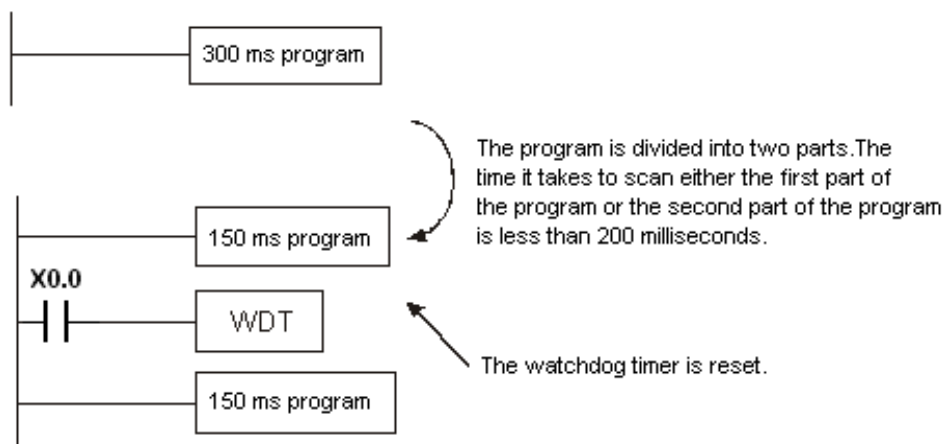 300 ms program
The program is divided into two parts.The
time it takes to scan either the first part of
the program or the second part of the program
is less than 200 milliseconds.
150 ms program
X0.0
WDT
The watchdog timer is reset.
150 ms program